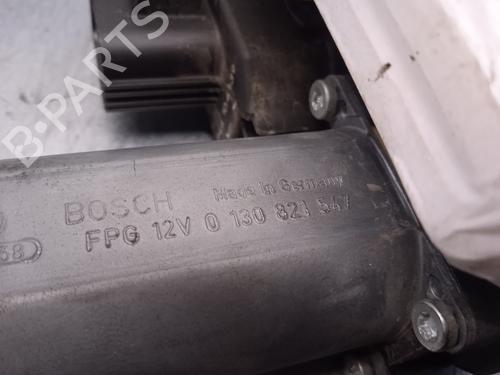 B-PARTS
BOSCH Made in Germany
FPG 12V 0 130 821 547